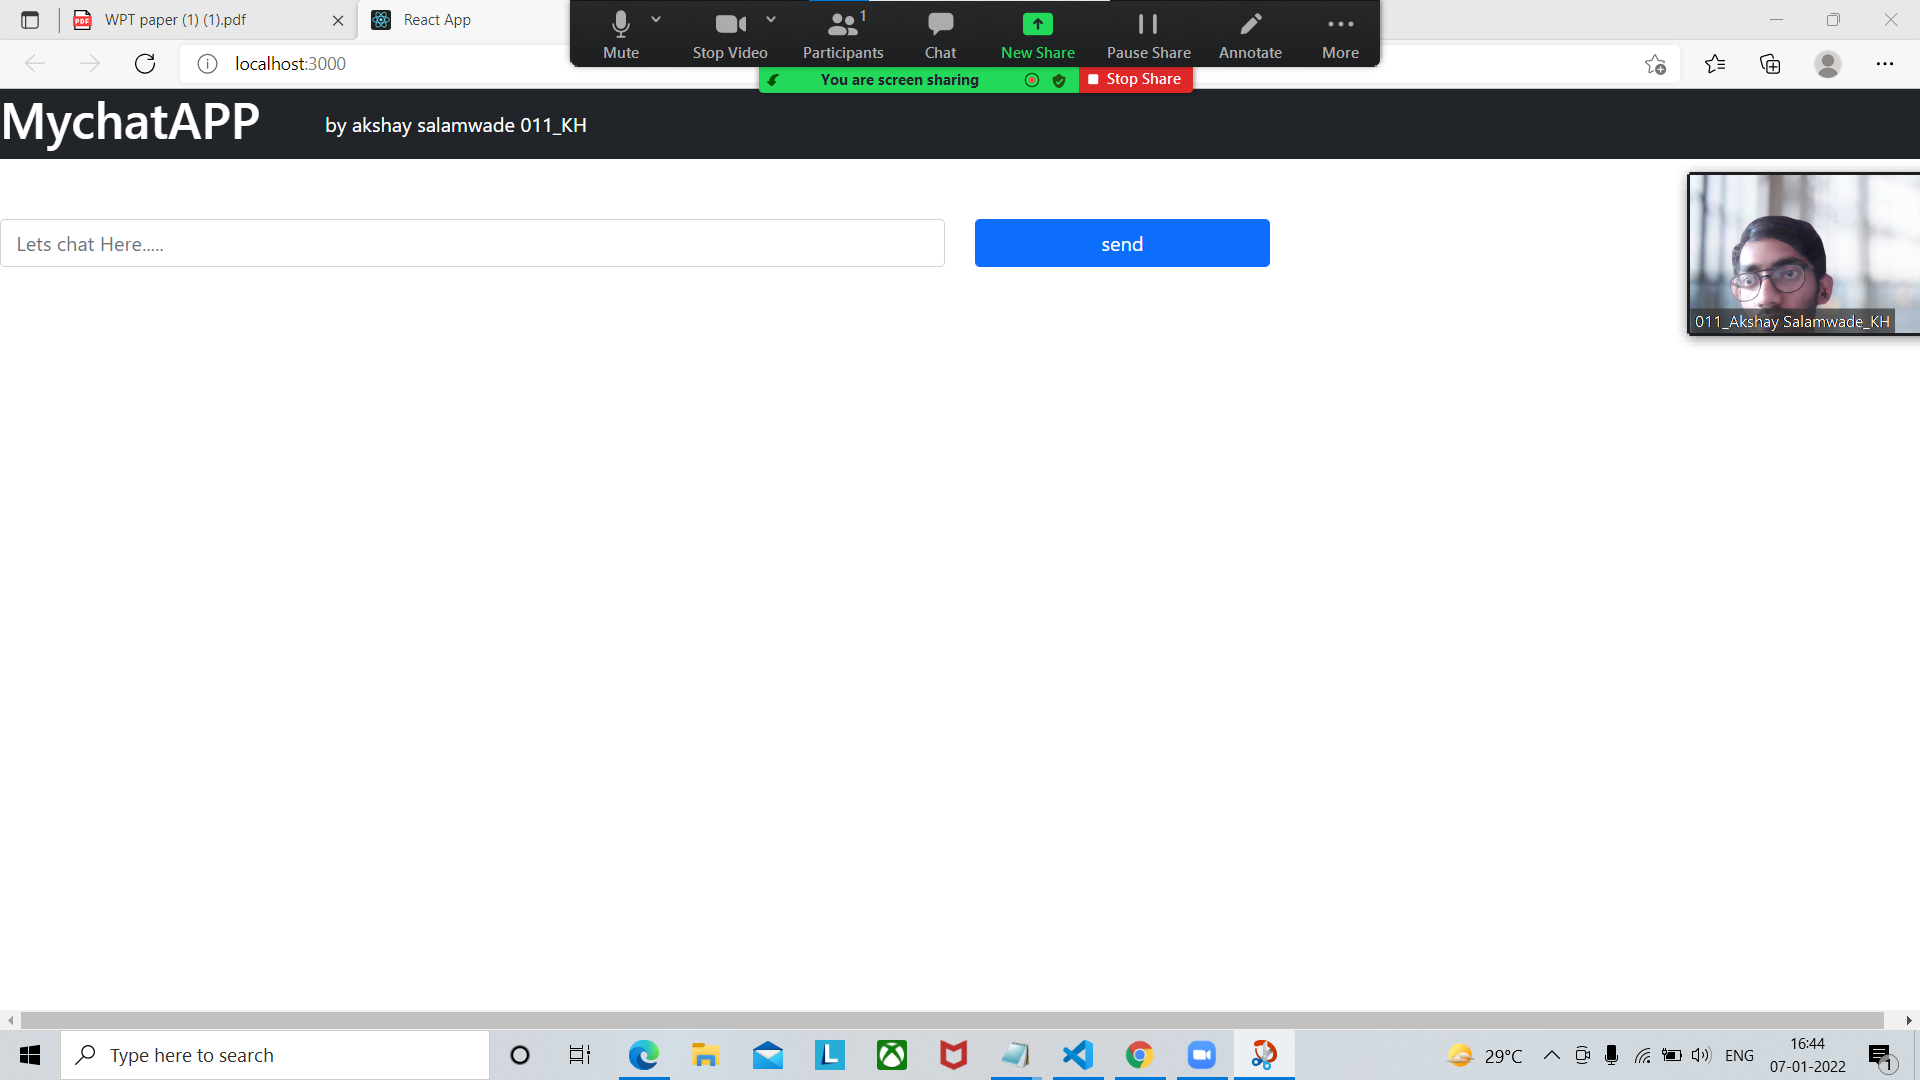 WPT paper (1) (1).pdf
React App
Mute
Stop Video
1
Participants
Chat
New Share
Pause Share
Annotate
More
localhost:3000
You are screen sharing
Stop Share
MychatAPP
by akshay salamwade 011_KH
Lets chat Here.....
send
011_Akshay Salamwade_KH
Type here to search
L
29°C
ENG
16:44
07-01-2022
1